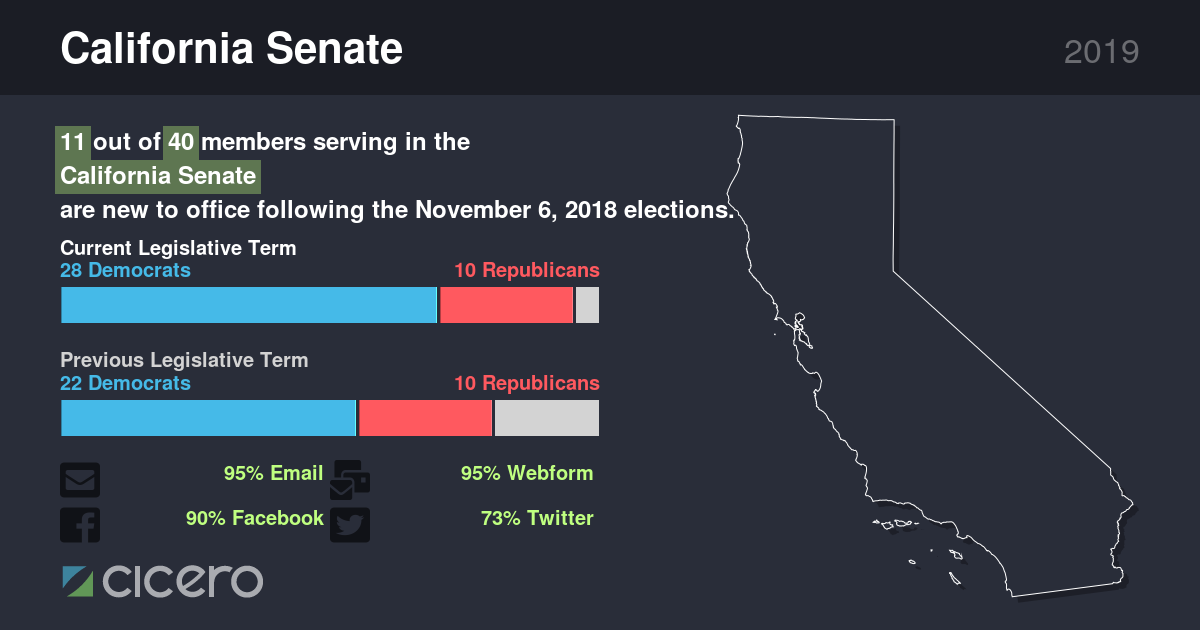 California Senate
2019
11 out of 40 members serving in the
California Senate
are new to office following the November 6, 2018 elections.
Current Legislative Term
28 Democrats 10 Republicans
Previous Legislative Term
22 Democrats 10 Republicans
95% Email 95% Webform
90% Facebook 73% Twitter
cicero